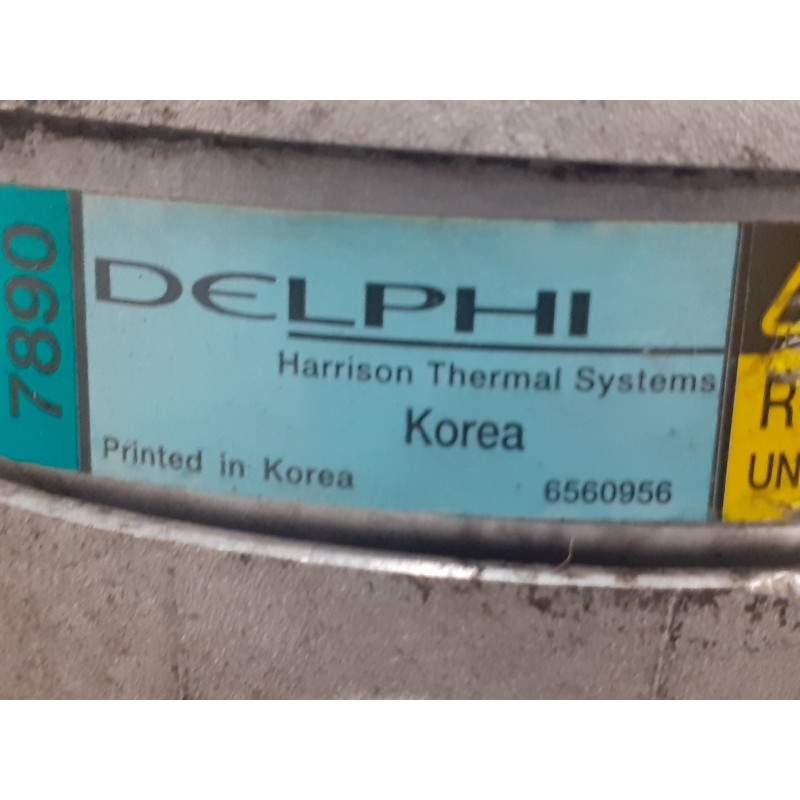 7890
DELPHI
Harrison Thermal Systems
Korea
Printed in Korea
6560956
R
UN